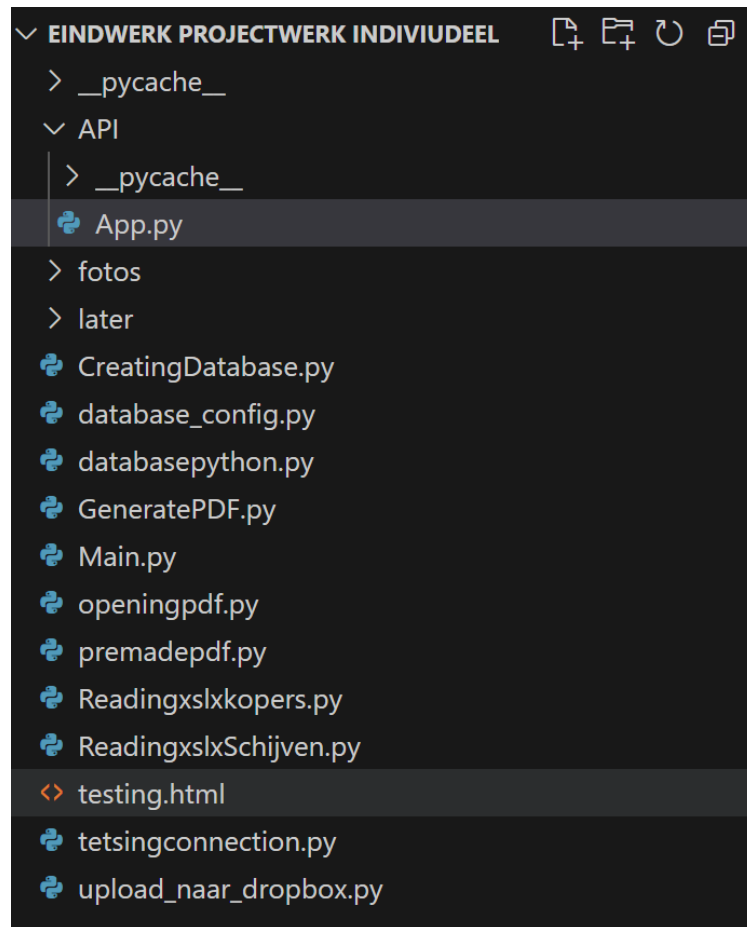 EINDWERK PROJECTWERK INDIVIUDEEL
__pycache__
API
__pycache__
App.py
fotos
later
CreatingDatabase.py
database_config.py
databasepython.py
GeneratePDF.py
Main.py
openingpdf.py
premadepdf.py
Readingxslxkopers.py
ReadingxslxSchijven.py
testing.html
tetsingconnection.py
upload_naar_dropbox.py